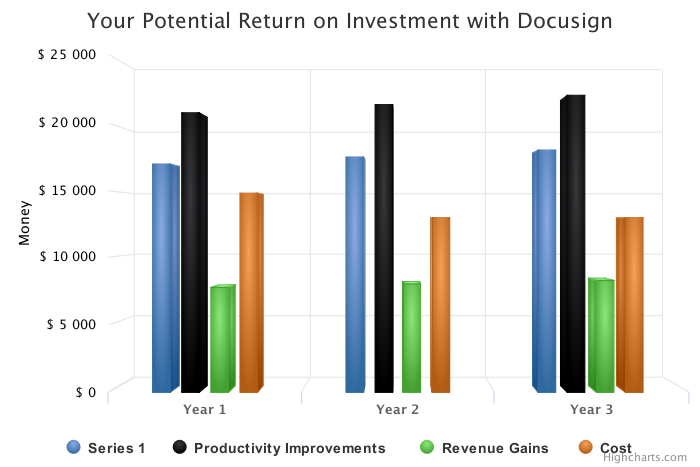 Your Potential Return on Investment with Docusign
$ 25 000
$ 20 000
$ 15 000
$ 10 000
$ 5 000
$ 0
Money
Year 1
Year 2
Year 3
Series 1
Productivity Improvements
Revenue Gains
Cost
Highcharts.com